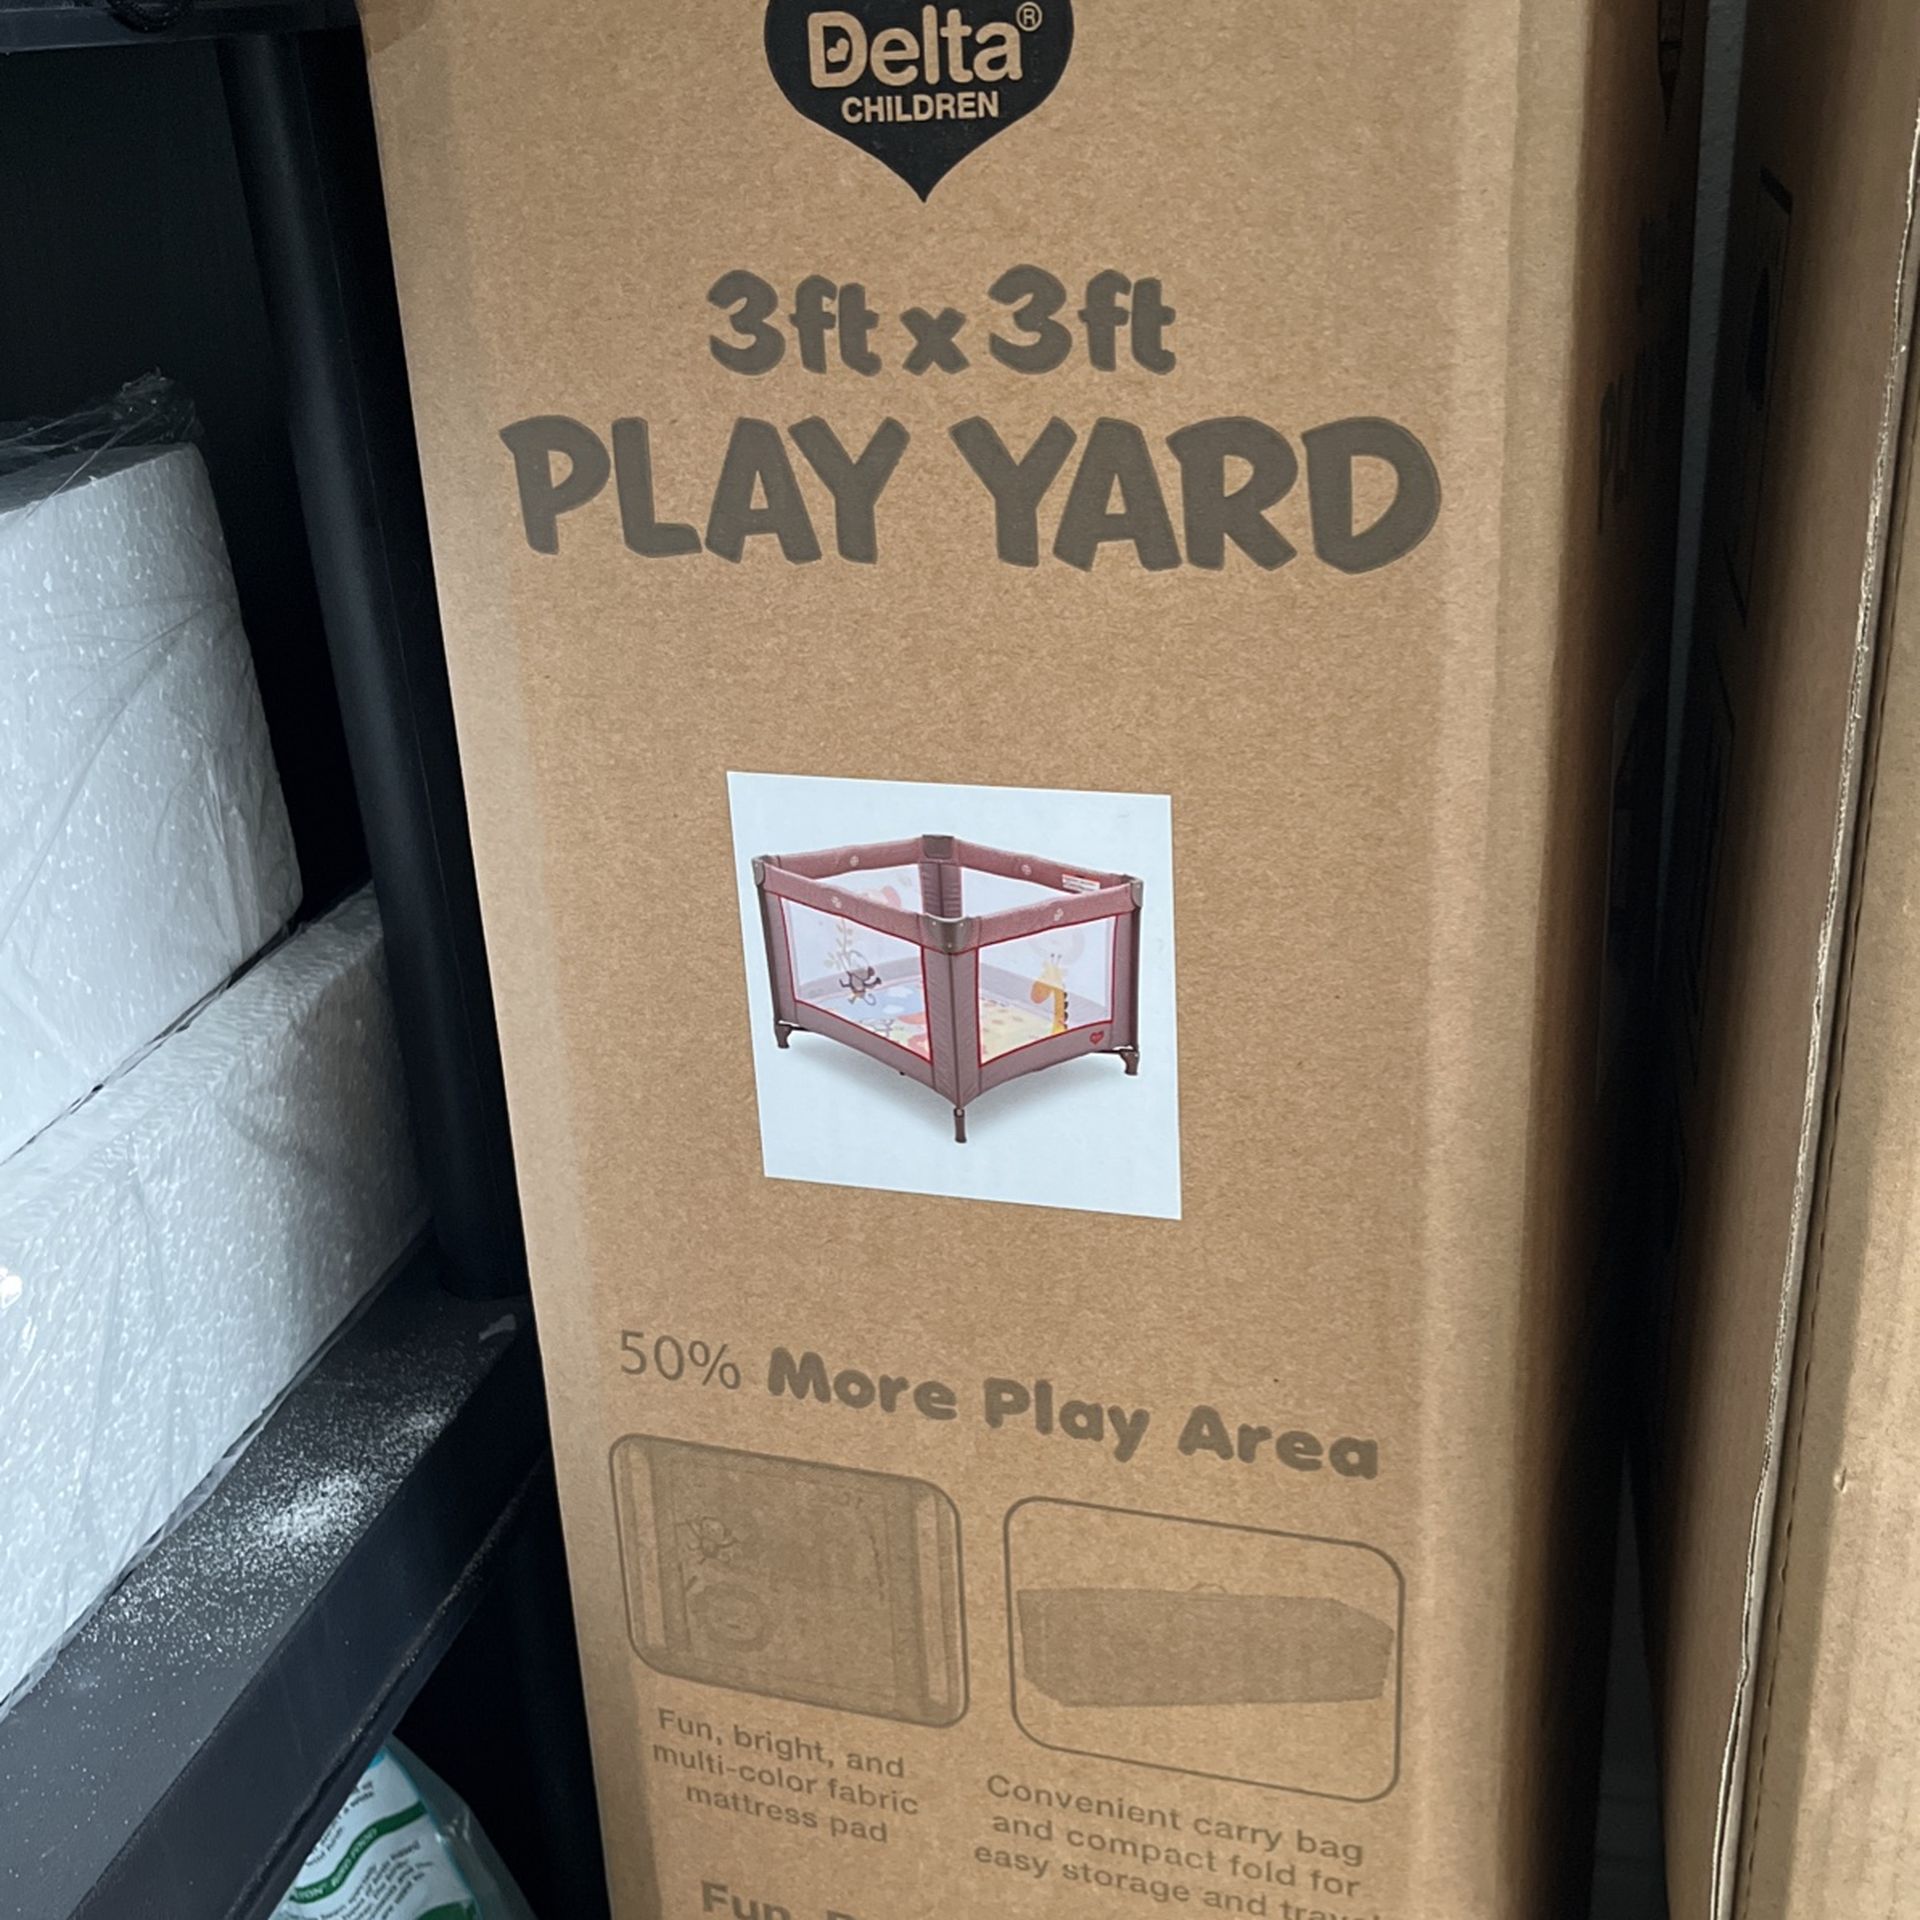 Delta®
CHILDREN
3ft x 3ft
PLAY YARD
50% More Play Area
Fun, bright, and
multi-color fabric
mattress pad
Convenient carry bag
and compact fold for
easy storage and
Fun,